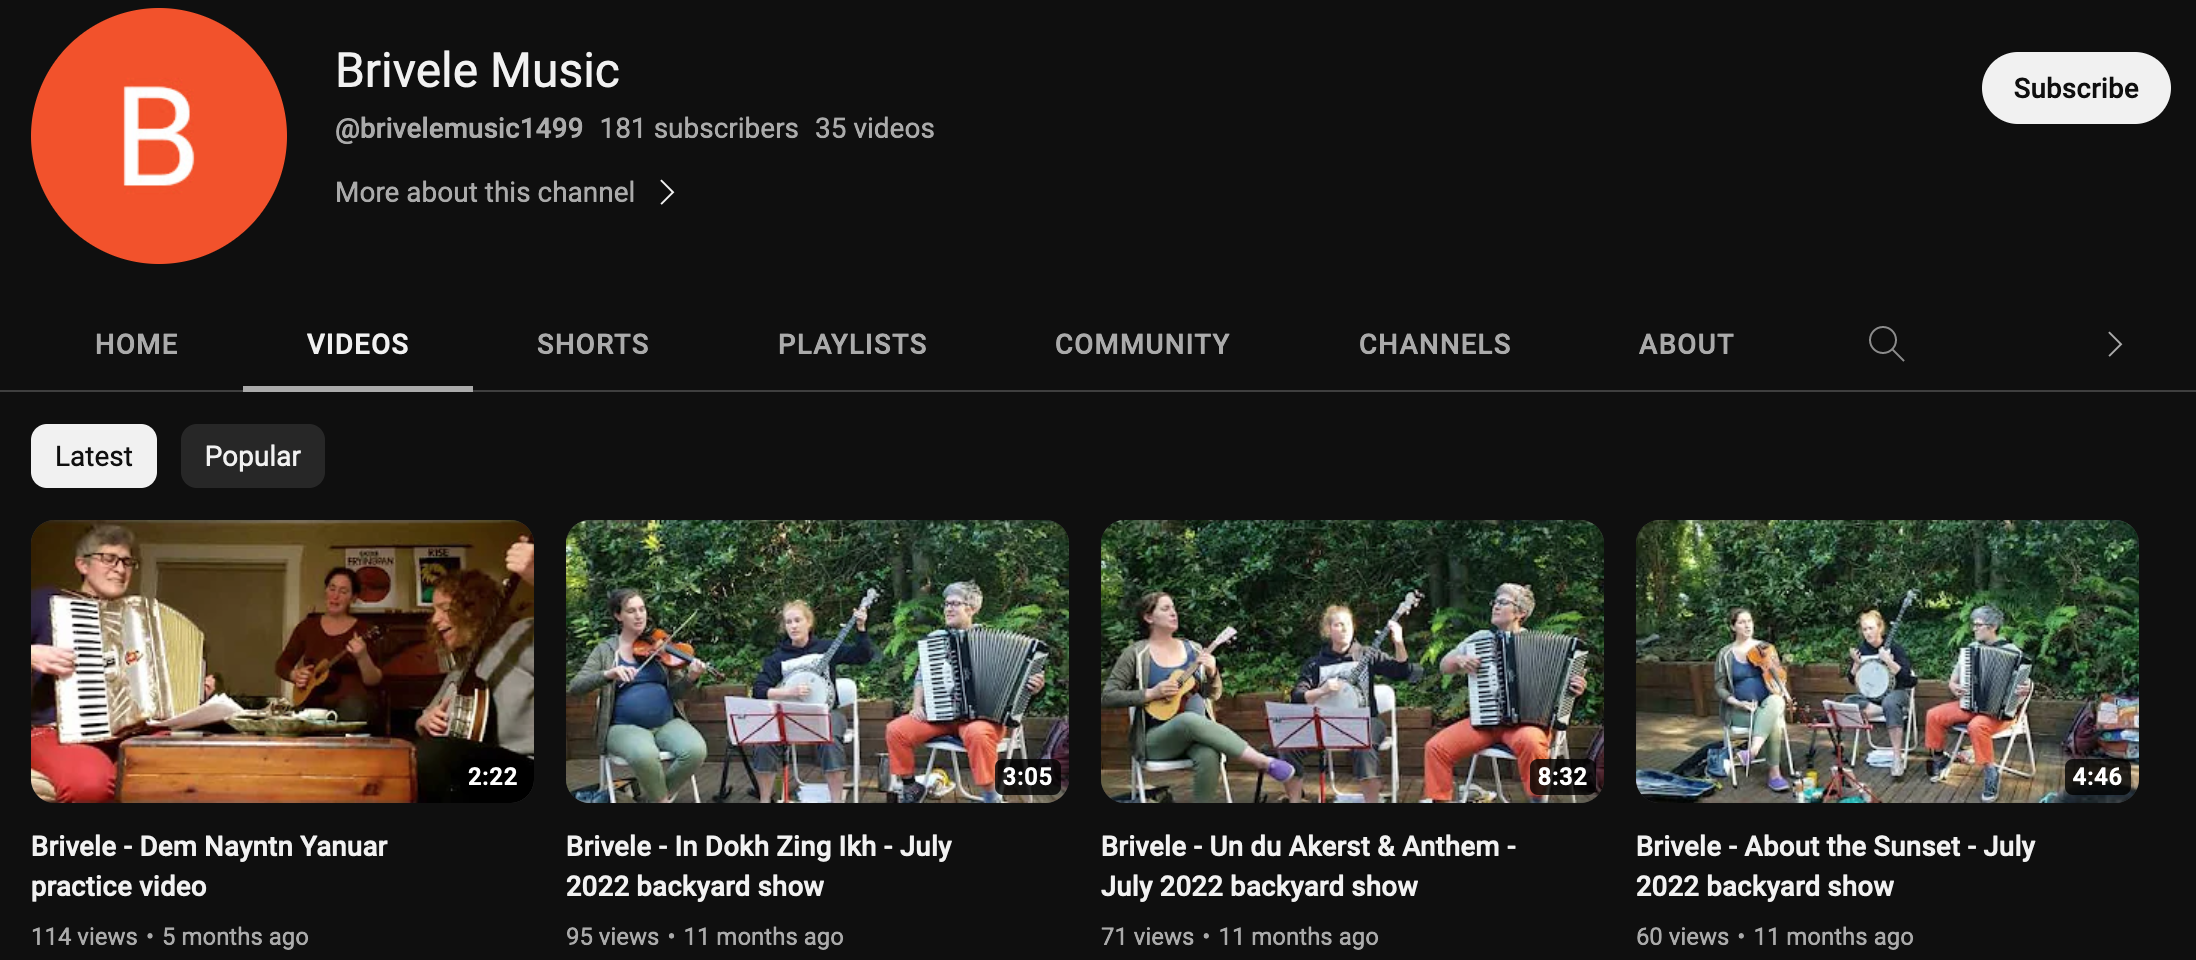 B
Brivele Music
@brivelemusic1499 181 subscribers 35 videos
More about this channel
Subscribe
HOME VIDEOS SHORTS PLAYLISTS COMMUNITY CHANNELS ABOUT
Latest Popular
FRYINGPAN
RISE
2:22
3:05
8:32
4:46
Brivele - Dem Nayntn Yanuar
practice video
114 views • 5 months ago
Brivele - In Dokh Zing Ikh - July
2022 backyard show
95 views • 11 months ago
Brivele - Un du Akerst & Anthem -
July 2022 backyard show
71 views • 11 months ago
Brivele - About the Sunset - July
2022 backyard show
60 views • 11 months ago